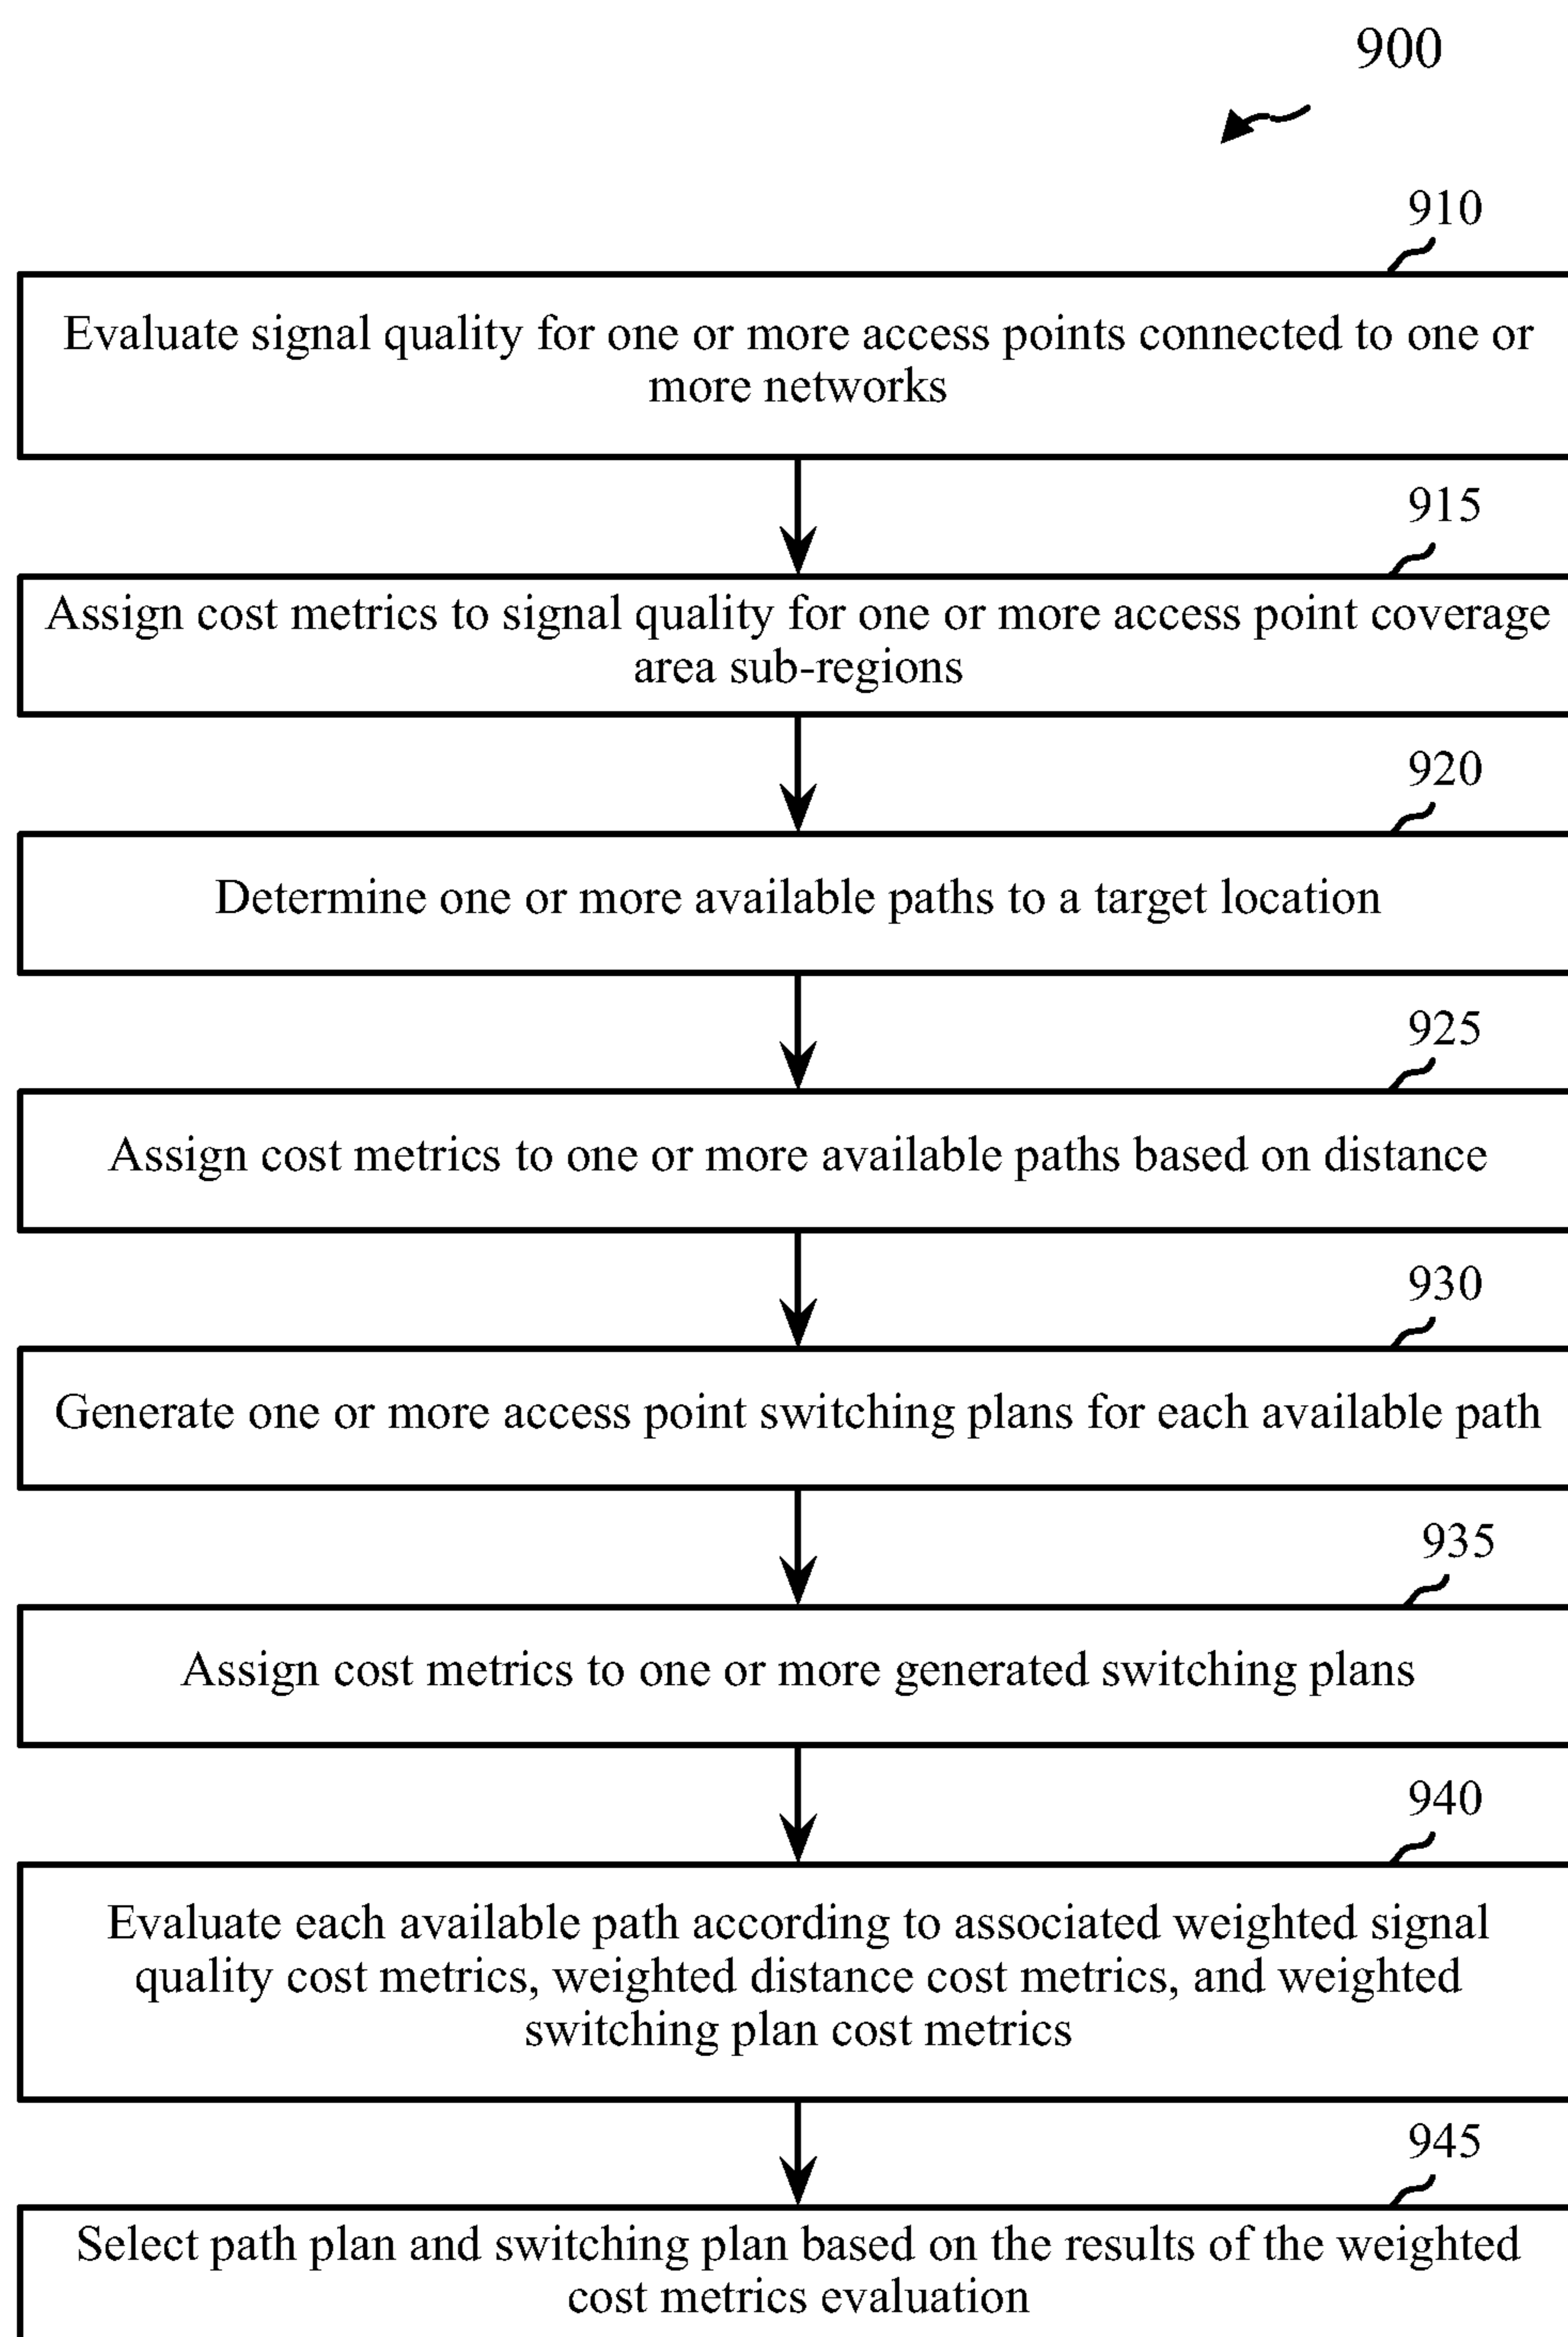 900
910
Evaluate signal quality for one or more access points connected to one or
more networks
915
Assign cost metrics to signal quality for one or more access point coverage
area sub-regions
920
Determine one or more available paths to a target location
925
Assign cost metrics to one or more available paths based on distance
930
Generate one or more access point switching plans for each available path
935
Assign cost metrics to one or more generated switching plans
940
Evaluate each available path according to associated weighted signal
quality cost metrics, weighted distance cost metrics, and weighted
switching plan cost metrics
945
Select path plan and switching plan based on the results of the weighted
cost metrics evaluation